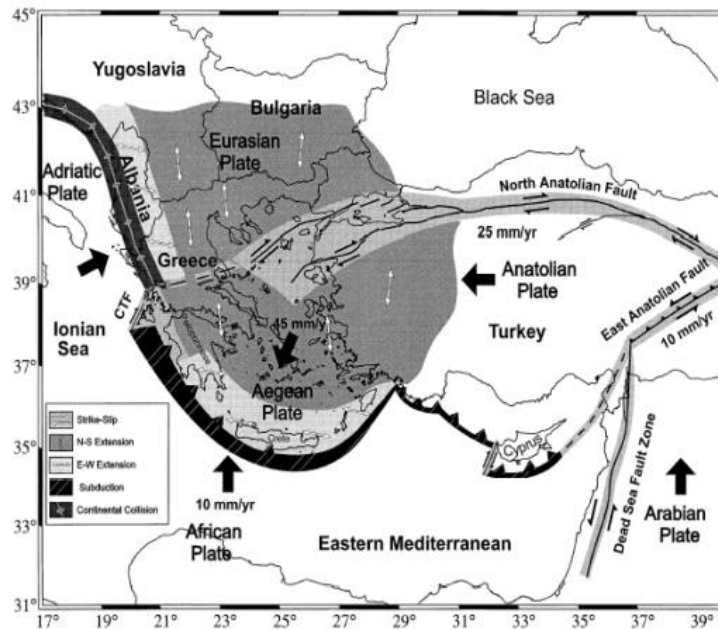 45°
43°
41°
39°
37°
35°
33°
31°
Yugoslavia
Bulgaria
Black Sea
Eurasian
Plate
Adriatic
Plate
Albania
North Anatolian Fault
25 mm/yr
Greece
Anatolian
Plate
East Anatolian Fault
10 mm/yr
CTF
Ionian
Sea
45 mm/y
Turkey
Aegean
Plate
Crete
Cyprus
Strike-Slip
N-S Extension
E-W Extension
Subduction
Continental Collision
10 mm/yr
African
Plate
Eastern Mediterranean
Dead Sea Fault Zone
Arabian
Plate
17° 19° 21° 23° 25° 27° 29° 31° 33° 35° 37° 39°